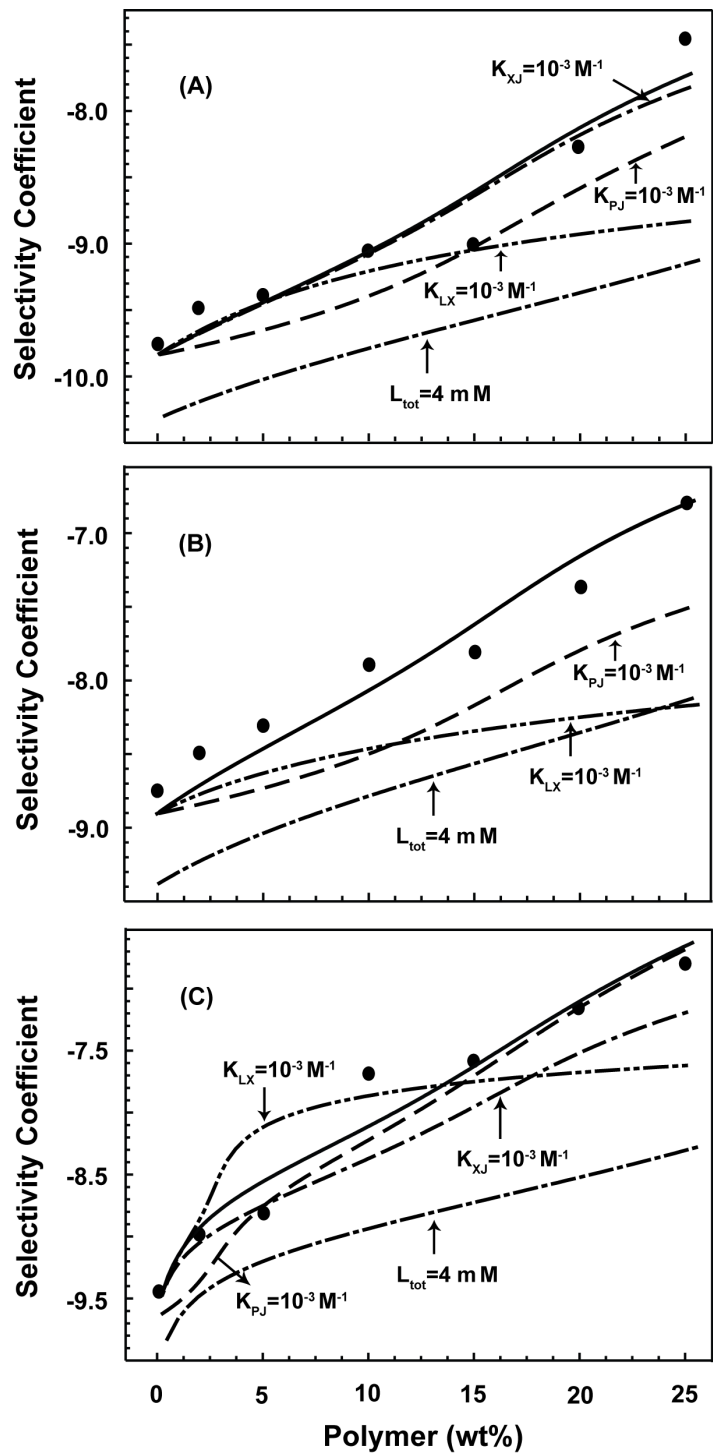 (A)
Selectivity Coefficient
-8.0
-9.0
-10.0
K_XJ=10⁻³ M⁻¹
K_PJ=10⁻³ M⁻¹
K_LX=10⁻³ M⁻¹
L_tot=4 mM
(B)
Selectivity Coefficient
-7.0
-8.0
-9.0
K_PJ=10⁻³ M⁻¹
K_LX=10⁻³ M⁻¹
L_tot=4 mM
(C)
Selectivity Coefficient
-7.5
-8.5
-9.5
K_LX=10⁻³ M⁻¹
K_XJ=10⁻³ M⁻¹
L_tot=4 mM
K_PJ=10⁻³ M⁻¹
0 5 10 15 20 25
Polymer (wt%)